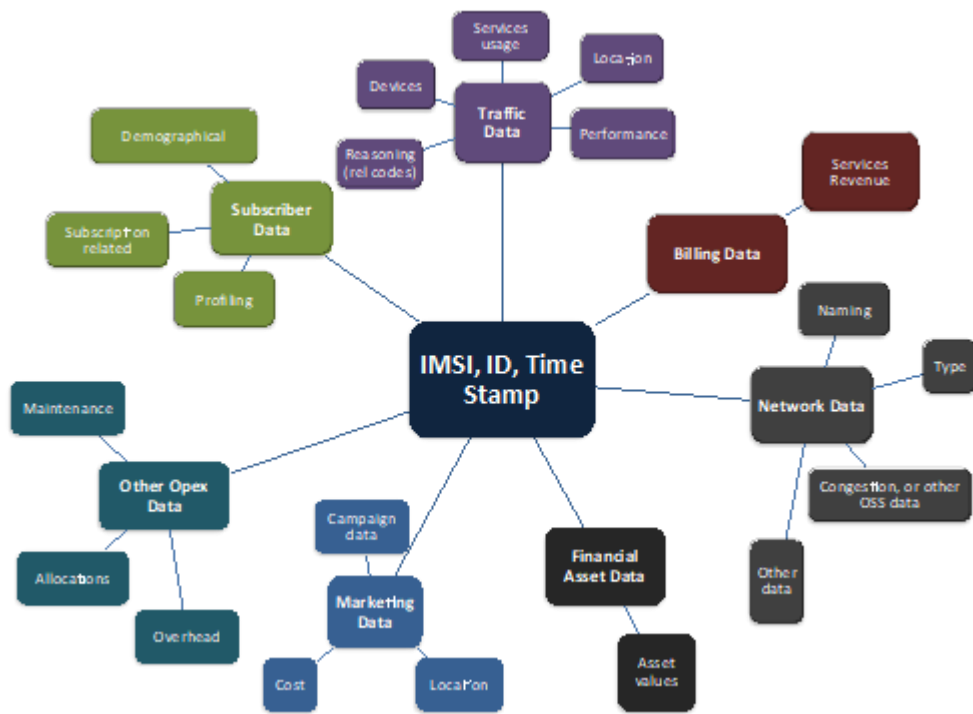 Services
usage
Location
Devices
Traffic
Data
Performance
Reasoning
(rel codes)
Demographical
Subscriber
Data
Subscription
related
Profiling
Services
Revenue
Billing Data
IMSI, ID, Time
Stamp
Naming
Type
Network Data
Congestion, or other
OSS data
Other
data
Maintenance
Other Opex
Data
Allocations
Overhead
Campaign
data
Marketing
Data
Cost
Location
Financial
Asset Data
Asset
values